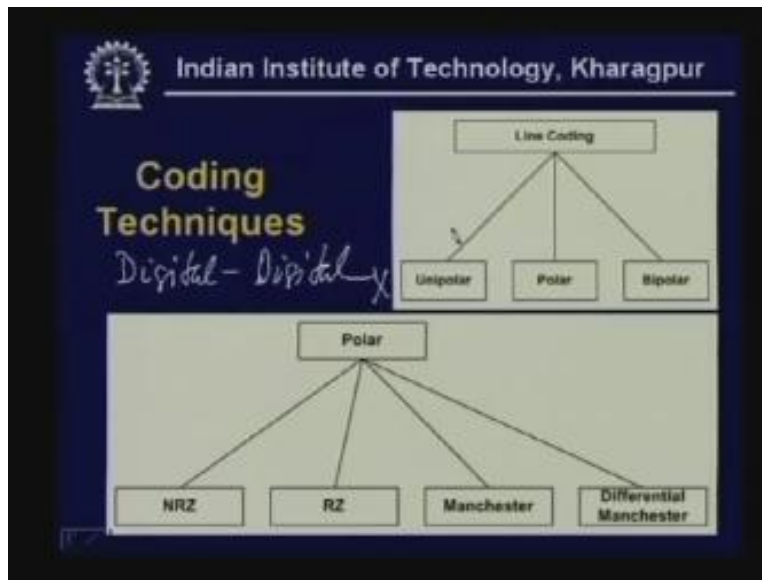 Indian Institute of Technology, Kharagpur
Coding
Techniques
Digital - Digital
Line Coding
Unipolar Polar Bipolar
Polar
NRZ RZ Manchester Differential
Manchester